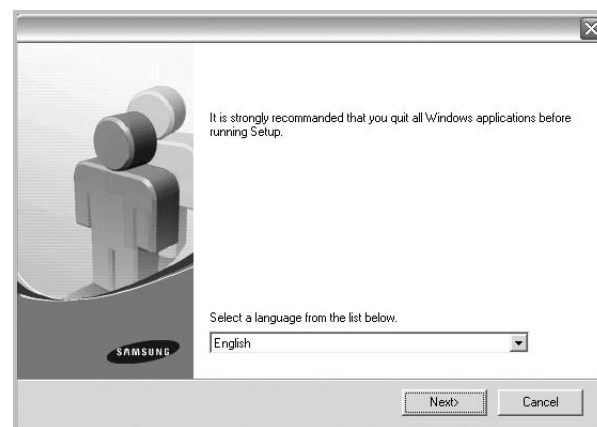 It is strongly recommanded that you quit all Windows applications before
running Setup.
Select a language from the list below.
SAMSUNG
English
Next>
Cancel